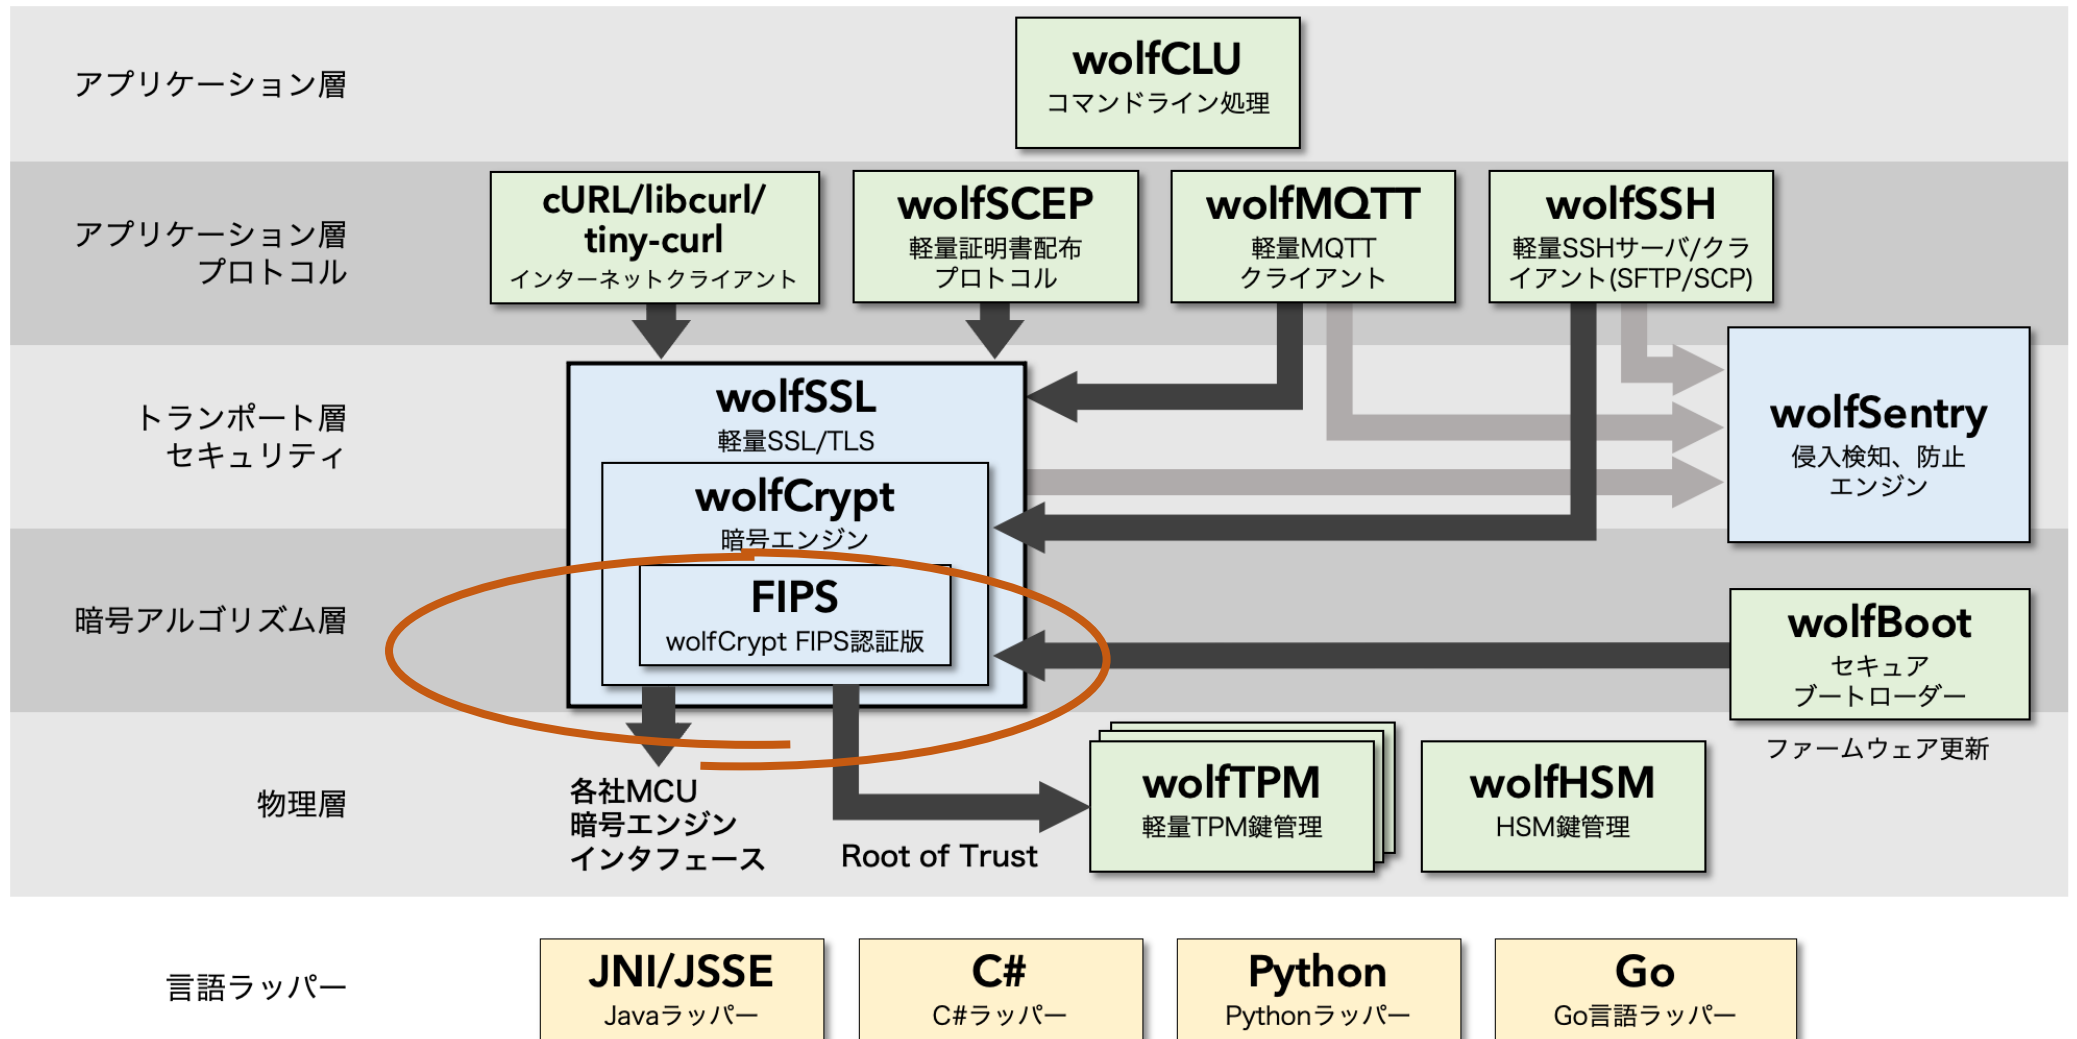 アプリケーション層
wolfCLU
コマンドライン処理
アプリケーション層
プロトコル
cURL/libcurl/
tiny-curl
インターネットクライアント
wolfSCEP
軽量証明書配布
プロトコル
wolfMQTT
軽量MQTT
クライアント
wolfSSH
軽量SSHサーバ/クラ
イアント(SFTP/SCP)
トランポート層
セキュリティ
wolfSSL
軽量SSL/TLS
wolfCrypt
暗号エンジン
wolfSentry
侵入検知、防止
エンジン
暗号アルゴリズム層
FIPS
wolfCrypt FIPS認証版
wolfBoot
セキュア
ブートローダー
ファームウェア更新
物理層
各社MCU
暗号エンジン
インタフェース
Root of Trust
wolfTPM
軽量TPM鍵管理
wolfHSM
HSM鍵管理
言語ラッパー
JNI/JSSE
Javaラッパー
C#
C#ラッパー
Python
Pythonラッパー
Go
Go言語ラッパー